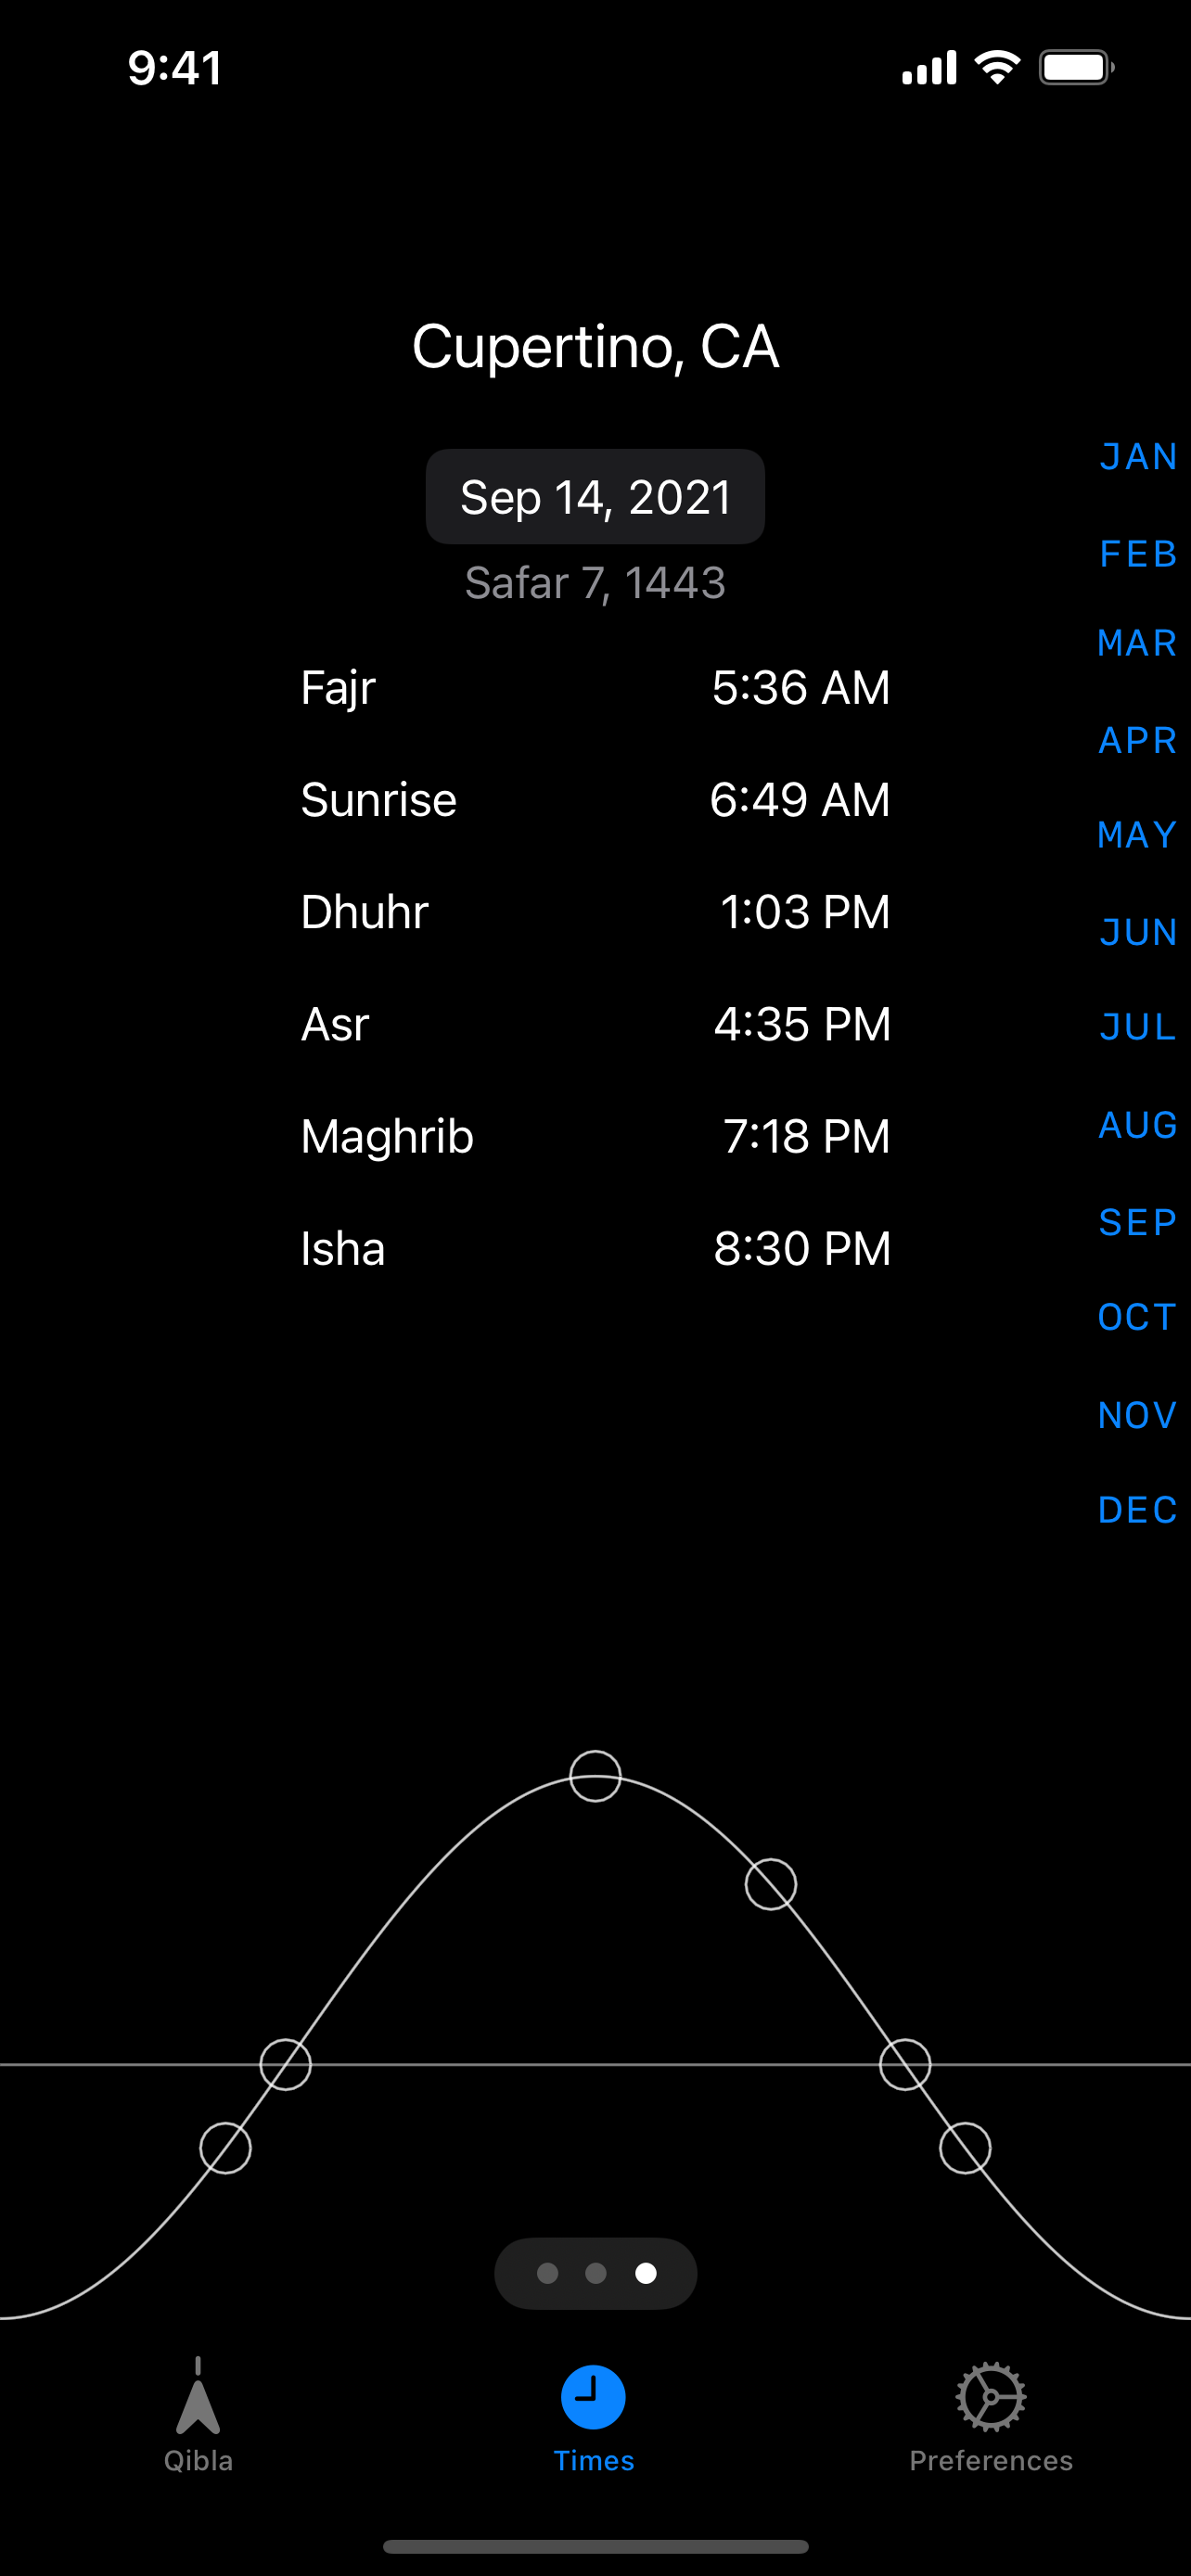 9:41
Cupertino, CA
Sep 14, 2021
Safar 7, 1443
Fajr 5:36 AM
Sunrise 6:49 AM
Dhuhr 1:03 PM
Asr 4:35 PM
Maghrib 7:18 PM
Isha 8:30 PM
JAN
FEB
MAR
APR
MAY
JUN
JUL
AUG
SEP
OCT
NOV
DEC
Qibla
Times
Preferences